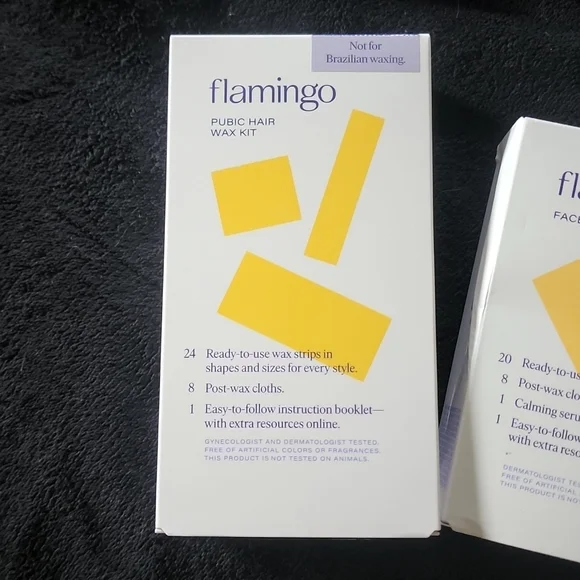 Not for
Brazilian waxing.
flamingo
PUBIC HAIR
WAX KIT
24 Ready-to-use wax strips in
shapes and sizes for every style.
8 Post-wax cloths.
1 Easy-to-follow instruction booklet—
with extra resources online.
GYNECOLOGIST AND DERMATOLOGIST TESTED.
FREE OF ARTIFICIAL COLORS OR FRAGRANCES.
THIS PRODUCT IS NOT TESTED ON ANIMALS.
fl
FACE
20 Ready-to-us
8 Post-wax clo
1 Calming seru
1 Easy-to-follow
with extra reso
DERMATOLOGIST TES
FREE OF ARTIFICIAL
THIS PRODUCT IS NO